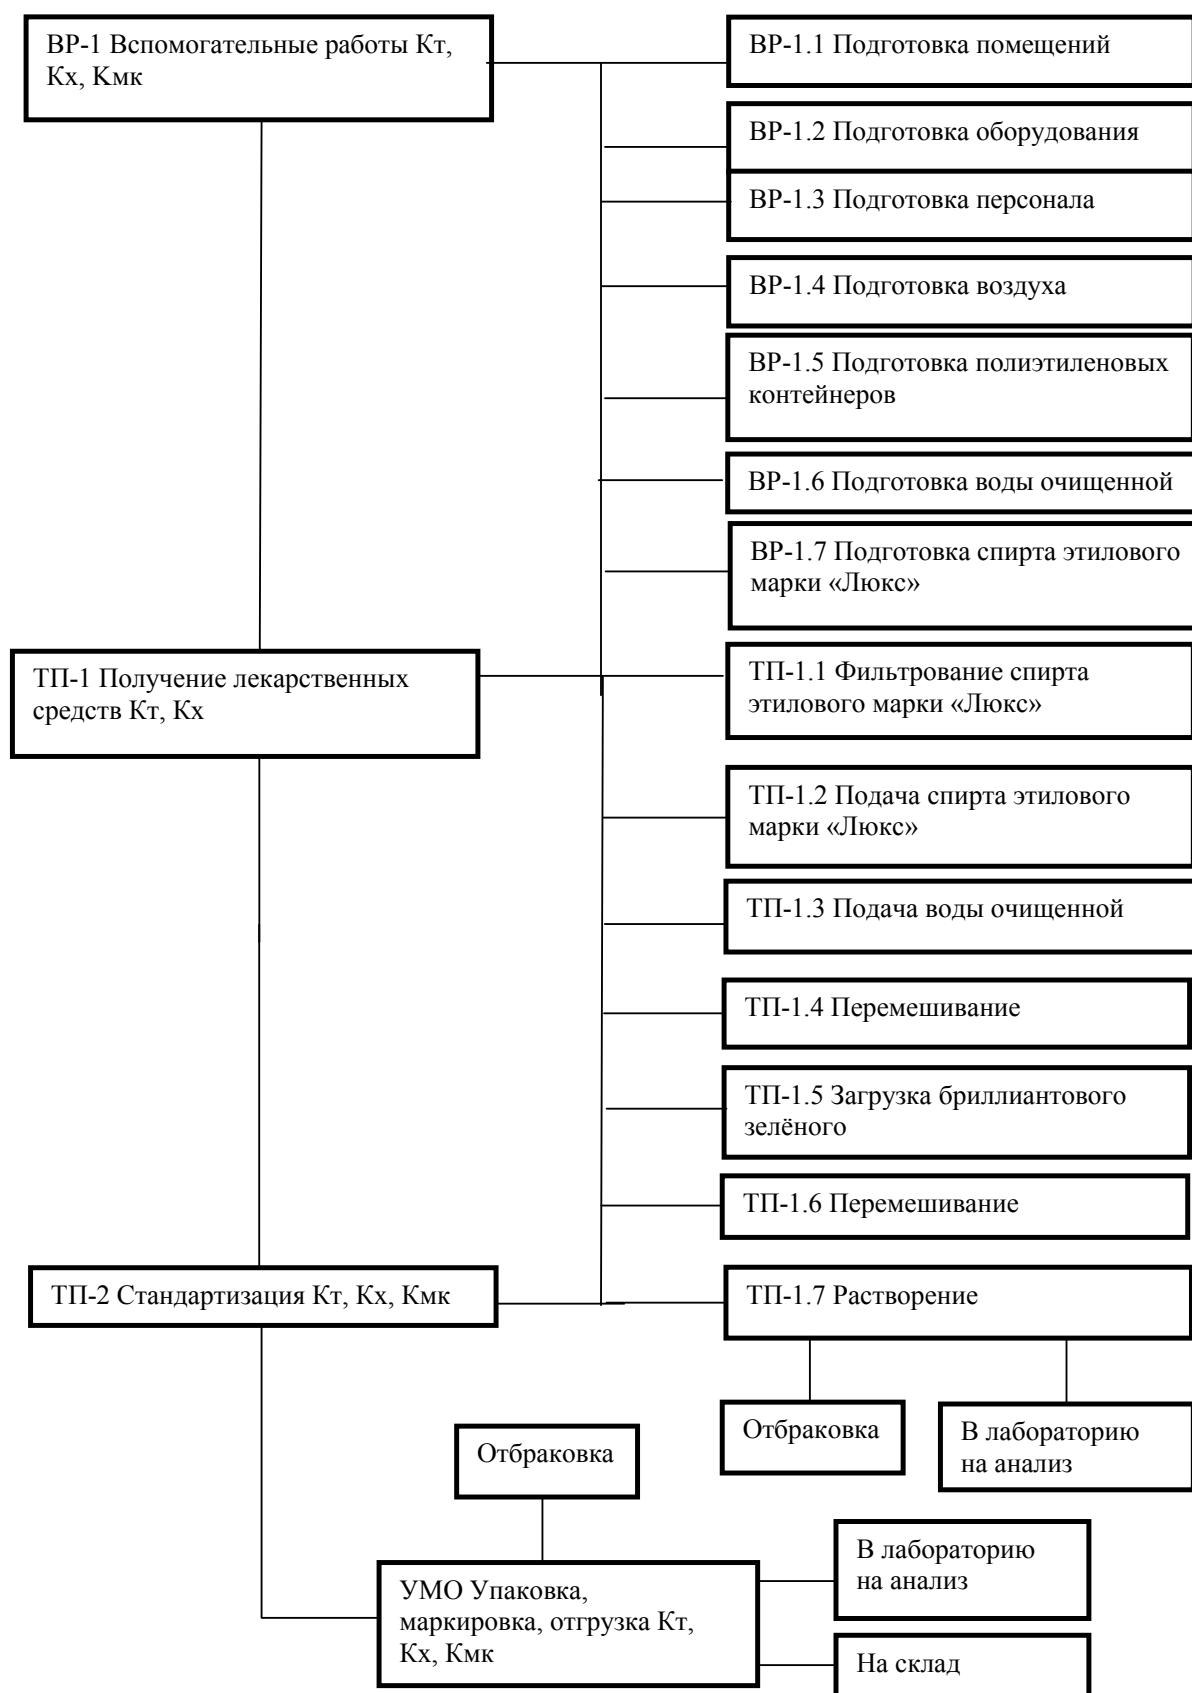 ВР-1 Вспомогательные работы Кт,
Кх, Кмк
ВР-1.1 Подготовка помещений
ВР-1.2 Подготовка оборудования
ВР-1.3 Подготовка персонала
ВР-1.4 Подготовка воздуха
ВР-1.5 Подготовка полиэтиленовых
контейнеров
ВР-1.6 Подготовка воды очищенной
ВР-1.7 Подготовка спирта этилового
марки «Люкс»
ТП-1 Получение лекарственных
средств Кт, Кх
ТП-1.1 Фильтрование спирта
этилового марки «Люкс»
ТП-1.2 Подача спирта этилового
марки «Люкс»
ТП-1.3 Подача воды очищенной
ТП-1.4 Перемешивание
ТП-1.5 Загрузка бриллиантового
зелёного
ТП-1.6 Перемешивание
ТП-2 Стандартизация Кт, Кх, Кмк
ТП-1.7 Растворение
Отбраковка
В лабораторию
на анализ
Отбраковка
УМО Упаковка,
маркировка, отгрузка Кт,
Кх, Кмк
В лабораторию
на анализ
На склад